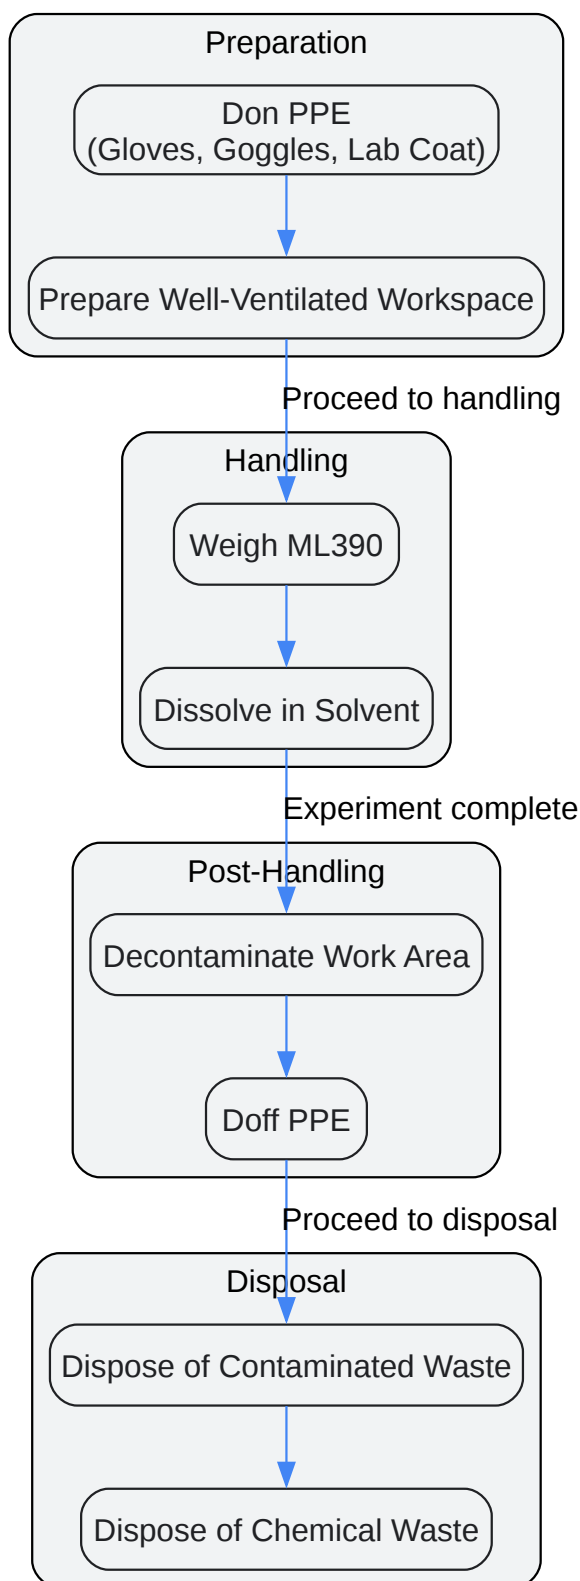 Preparation
Don PPE
(Gloves, Goggles, Lab Coat)
Prepare Well-Ventilated Workspace
Proceed to handling
Handling
Weigh ML390
Dissolve in Solvent
Experiment complete
Post-Handling
Decontaminate Work Area
Doff PPE
Proceed to disposal
Disposal
Dispose of Contaminated Waste
Dispose of Chemical Waste